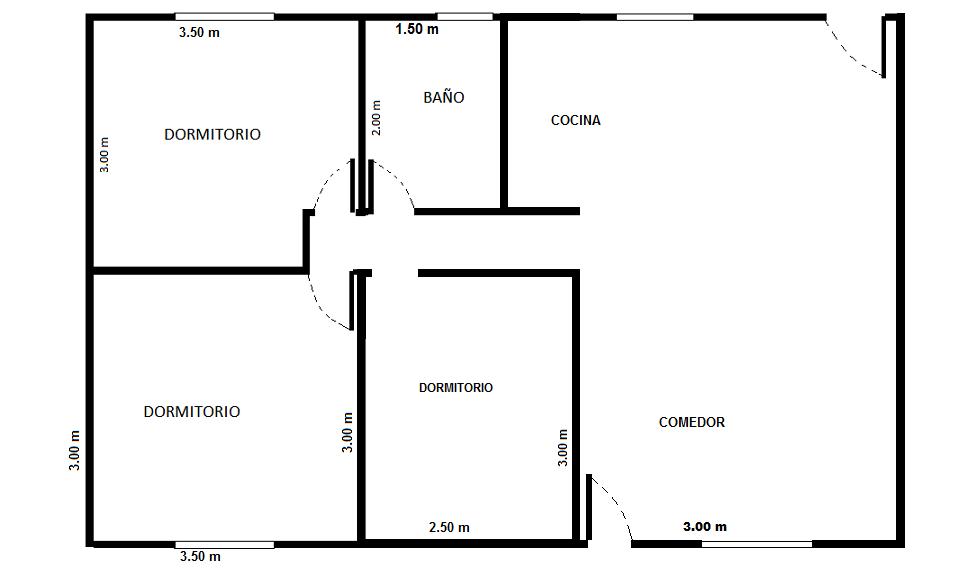 3.50 m
1.50 m
BAÑO
2.00 m
COCINA
DORMITORIO
3.00 m
DORMITORIO
DORMITORIO
COMEDOR
3.00 m
3.00 m
3.00 m
2.50 m
3.00 m
3.50 m